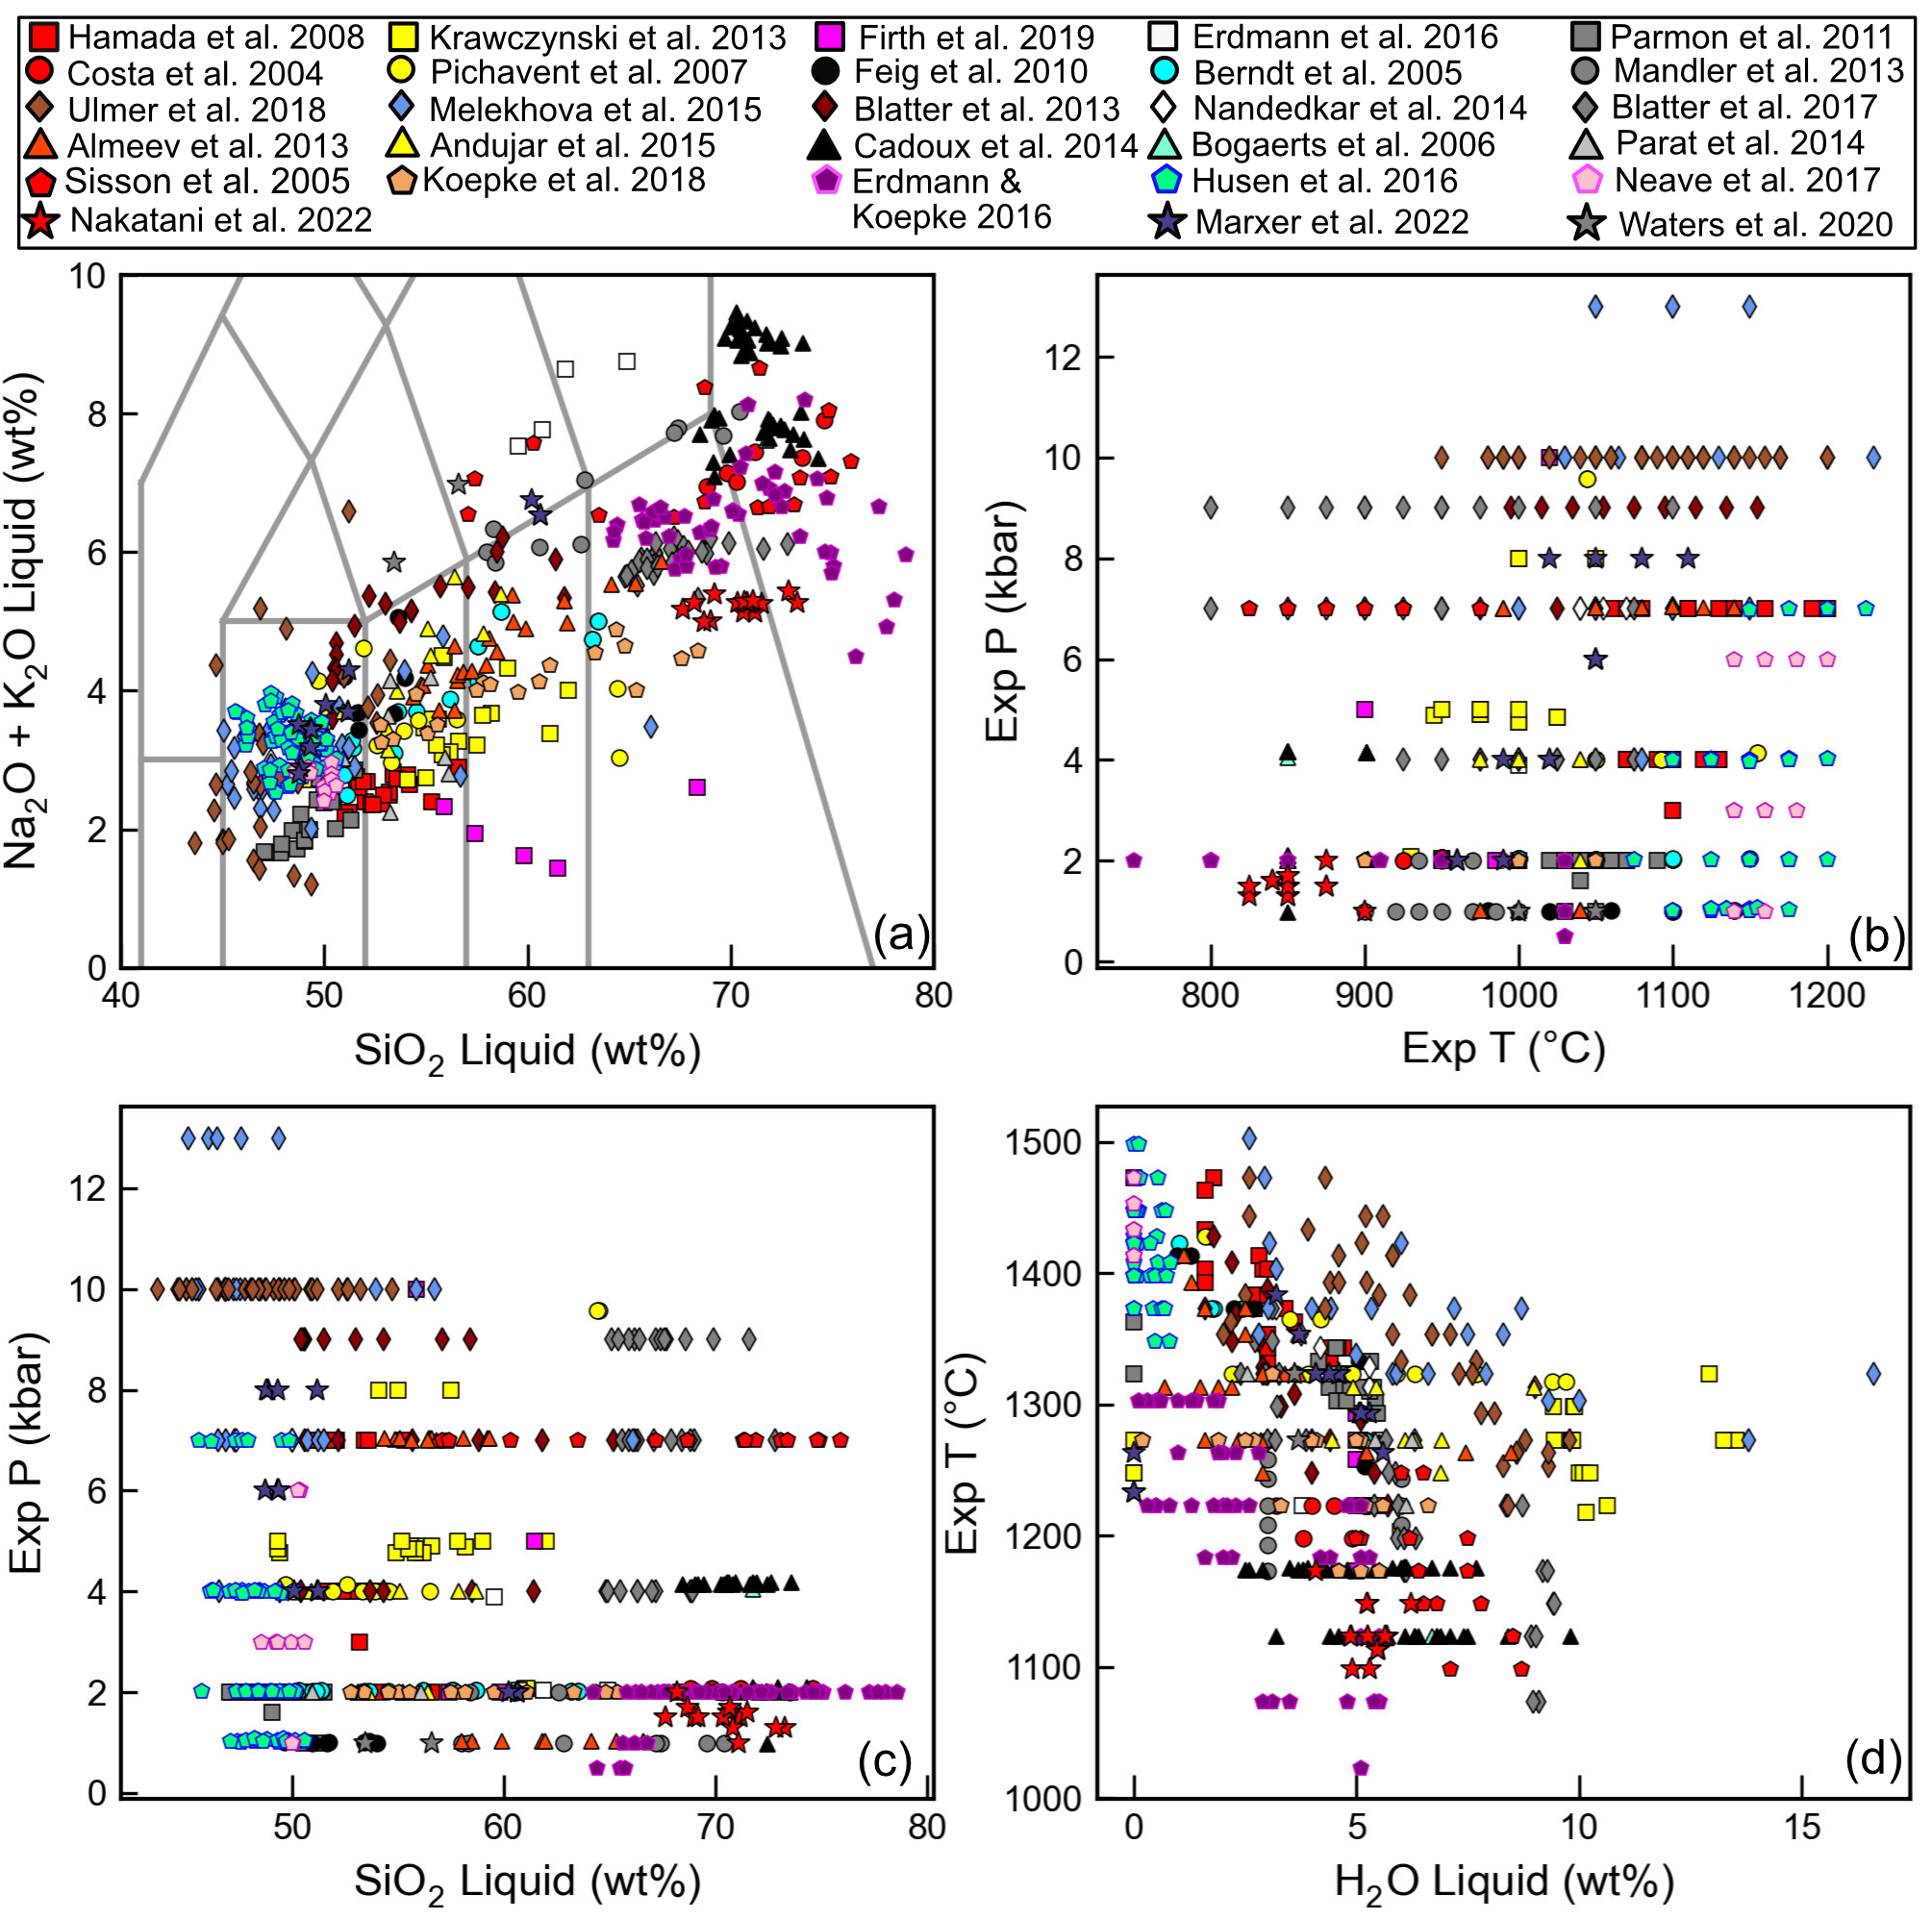 Hamada et al. 2008 Krawczynski et al. 2013 Firth et al. 2019 Erdmann et al. 2016 Parmon et al. 2011
Costa et al. 2004 Pichavent et al. 2007 Feig et al. 2010 Berndt et al. 2005 Mandler et al. 2013
Ulmer et al. 2018 Melekhova et al. 2015 Blatter et al. 2013 Nandedkar et al. 2014 Blatter et al. 2017
Almeev et al. 2013 Andujar et al. 2015 Cadoux et al. 2014 Bogaerts et al. 2006 Parat et al. 2014
Sisson et al. 2005 Koepke et al. 2018 Erdmann & Husen et al. 2016 Neave et al. 2017
Nakatani et al. 2022 Koepke 2016 Marxer et al. 2022 Waters et al. 2020
10
8
6
4
2
0
Na₂O + K₂O Liquid (wt%)
(a)
40 50 60 70 80
SiO₂ Liquid (wt%)
12
10
8
6
4
2
0
Exp P (kbar)
(b)
800 900 1000 1100 1200
Exp T (°C)
12
10
8
6
4
2
0
Exp P (kbar)
(c)
50 60 70 80
SiO₂ Liquid (wt%)
1500
1400
1300
1200
1100
1000
Exp T (°C)
(d)
0 5 10 15
H₂O Liquid (wt%)